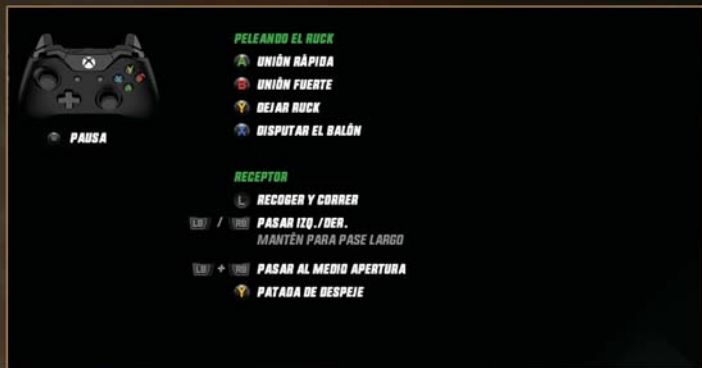 PELEANDO EL RUCK
A UNIÓN RÁPIDA
B UNIÓN FUERTE
Y DEJAR RUCK
X DISPUTAR EL BALÓN
PAUSA
RECEPTOR
L RECOGER Y CORRER
LB / RB PASAR IZQ./DER.
MANTÉN PARA PASE LARGO
LB + RB PASAR AL MEDIO APERTURA
Y PATADA DE DESPEJE